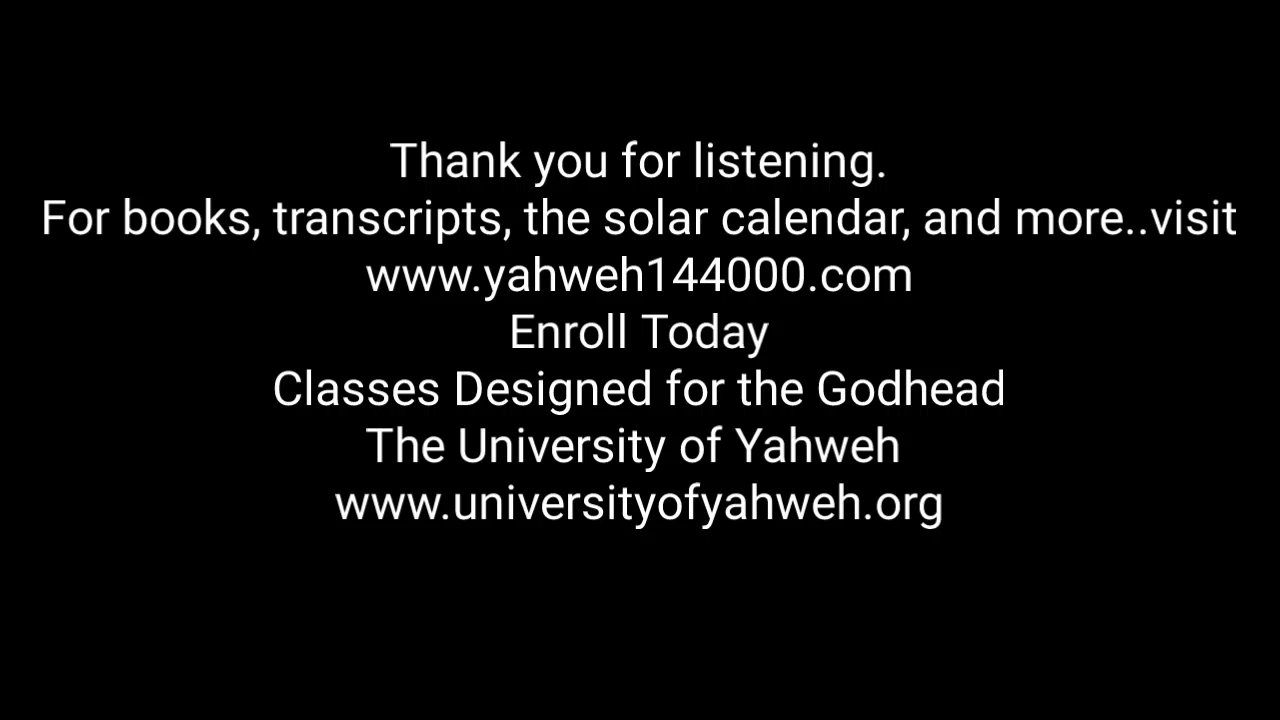 Thank you for listening.
For books, transcripts, the solar calendar, and more..visit
www.yahweh144000.com
Enroll Today
Classes Designed for the Godhead
The University of Yahweh
www.universityofyahweh.org